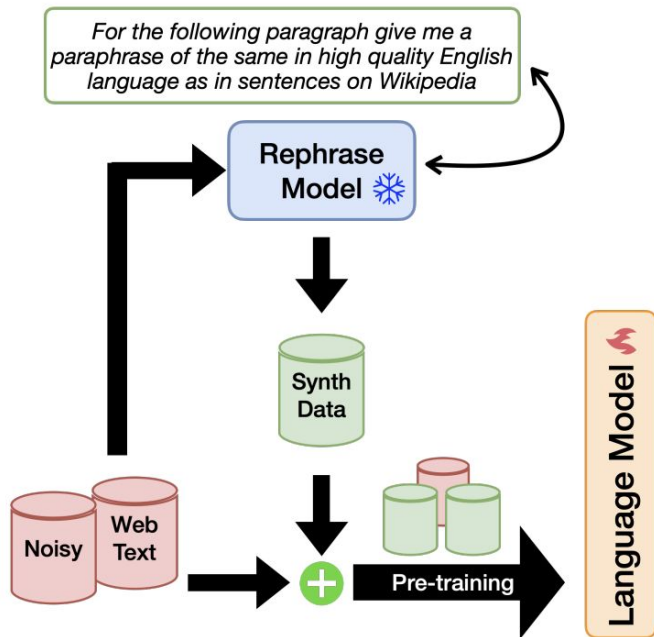 For the following paragraph give me a
paraphrase of the same in high quality English
language as in sentences on Wikipedia
Rephrase
Model
Synth
Data
Noisy
Web
Text
Pre-training
Language Model